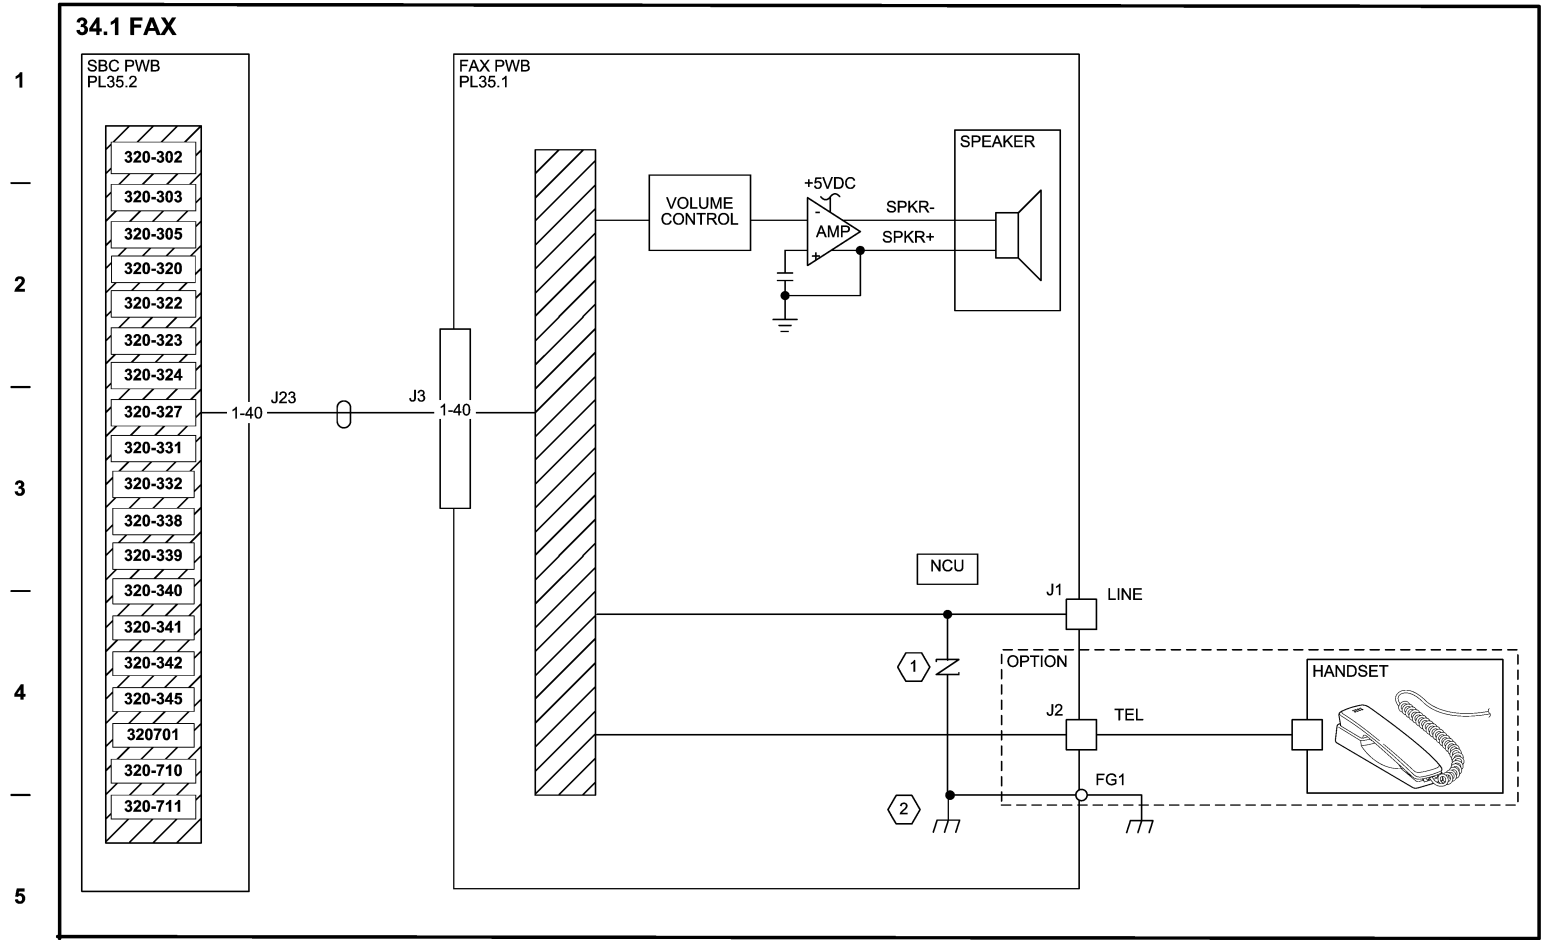 34.1 FAX
1
2
3
4
5
SBC PWB
PL35.2
320-302
320-303
320-305
320-320
320-322
320-323
320-324
320-327
320-331
320-332
320-338
320-339
320-340
320-341
320-342
320-345
320701
320-710
320-711
1-40
J23
J3
1-40
FAX PWB
PL35.1
VOLUME
CONTROL
+5VDC
-
AMP
+
SPKR-
SPKR+
SPEAKER
NCU
J1
LINE
1
OPTION
HANDSET
J2
TEL
FG1
2